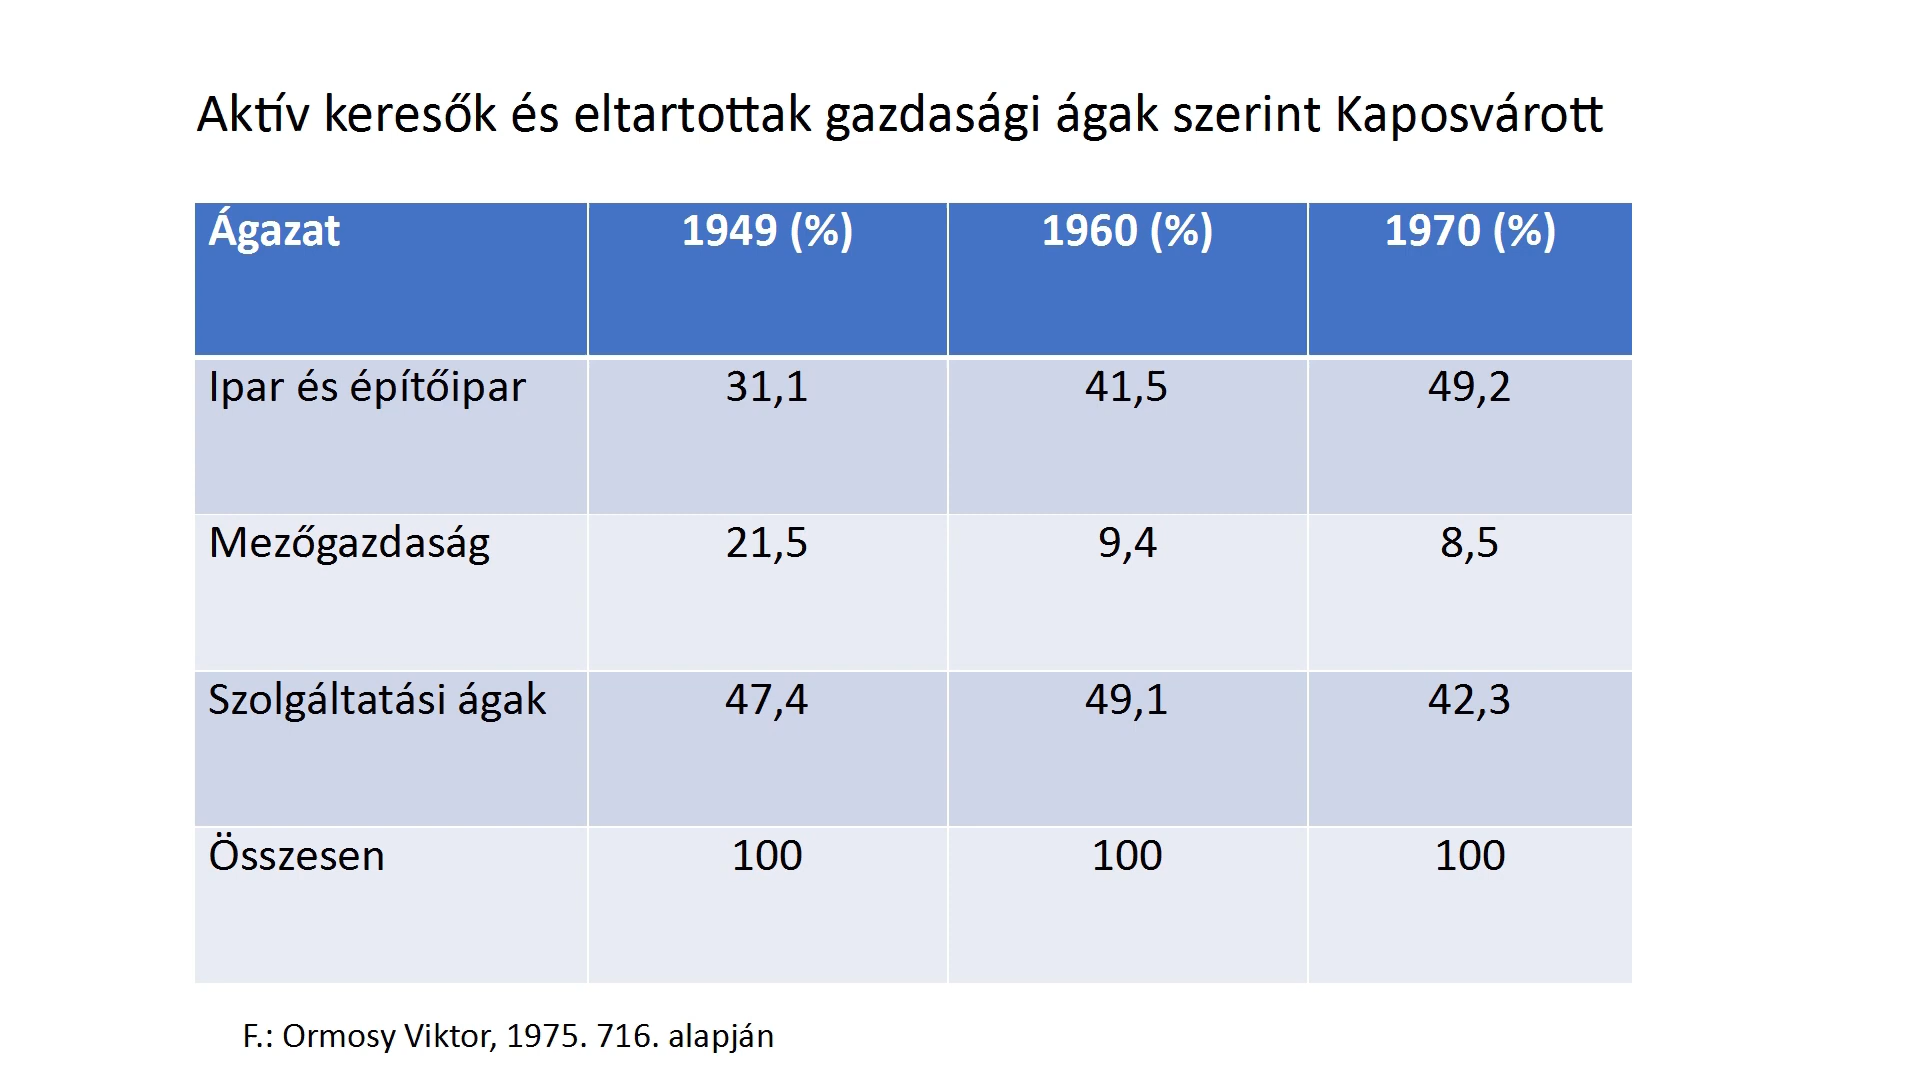 Aktív keresők és eltartottak gazdasági ágak szerint Kaposvárott
Ágazat 1949 (%) 1960 (%) 1970 (%)
Ipar és építőipar 31,1 41,5 49,2
Mezőgazdaság 21,5 9,4 8,5
Szolgáltatási ágak 47,4 49,1 42,3
Összesen 100 100 100
F.: Ormosy Viktor, 1975. 716. alapján